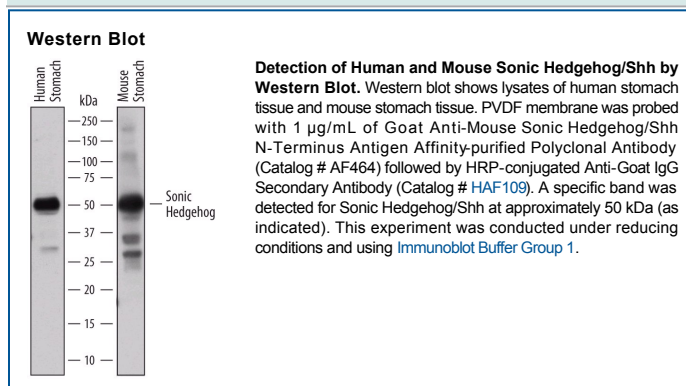 Western Blot
Human
Stomach
kDa
Mouse
Stomach
250
150
100
75
50
37
25
20
15
10
Sonic
Hedgehog
Detection of Human and Mouse Sonic Hedgehog/Shh by
Western Blot. Western blot shows lysates of human stomach
tissue and mouse stomach tissue. PVDF membrane was probed
with 1 µg/mL of Goat Anti-Mouse Sonic Hedgehog/Shh
N-Terminus Antigen Affinity-purified Polyclonal Antibody
(Catalog # AF464) followed by HRP-conjugated Anti-Goat IgG
Secondary Antibody (Catalog # HAF109). A specific band was
detected for Sonic Hedgehog/Shh at approximately 50 kDa (as
indicated). This experiment was conducted under reducing
conditions and using Immunoblot Buffer Group 1.